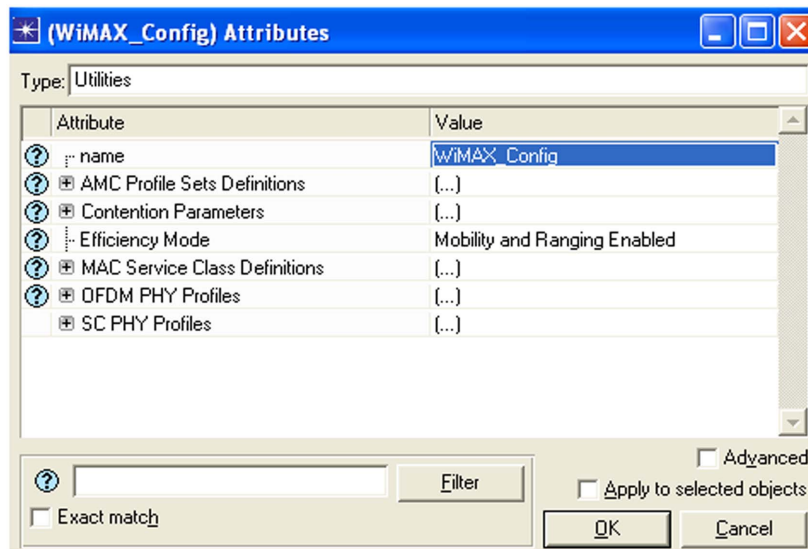 (WiMAX_Config) Attributes
Type: Utilities
Attribute Value
name WiMAX_Config
AMC Profile Sets Definitions (...)
Contention Parameters (...)
Efficiency Mode Mobility and Ranging Enabled
MAC Service Class Definitions (...)
OFDM PHY Profiles (...)
SC PHY Profiles (...)
Advanced
Filter
Apply to selected objects
Exact match
OK Cancel